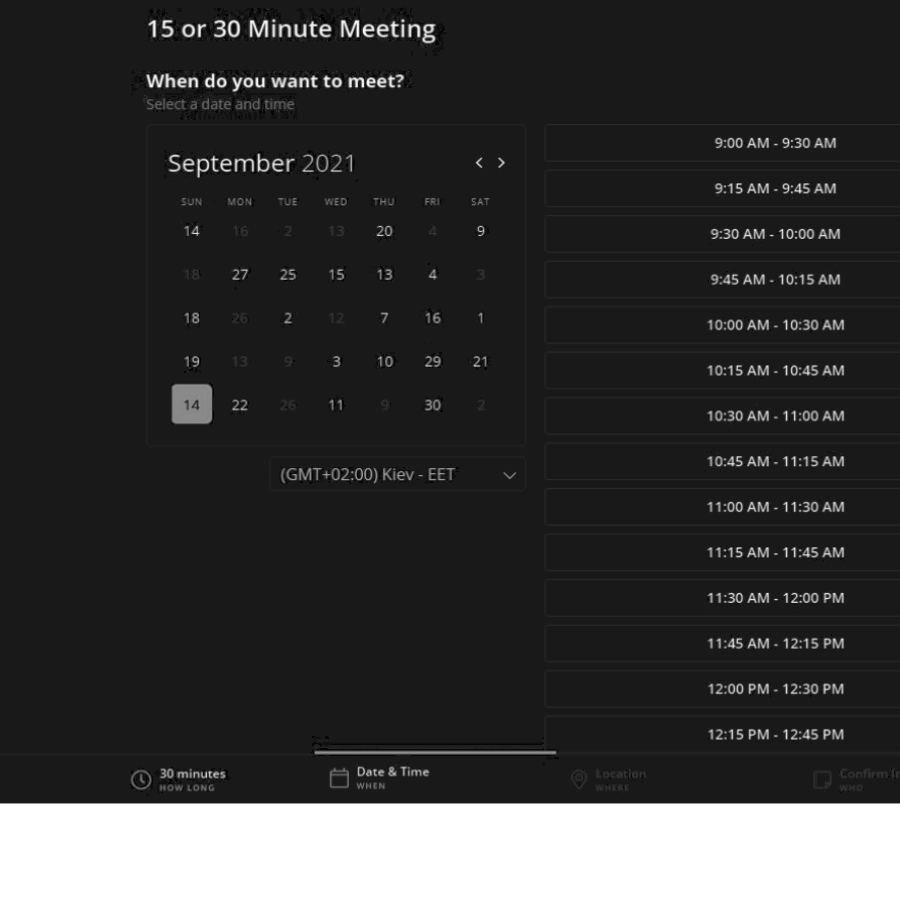 15 or 30 Minute Meeting
When do you want to meet?
Select a date and time
September 2021
SUN MON TUE WED THU FRI SAT
14 16 2 13 20 4 9
18 27 25 15 13 4 3
18 26 2 12 7 16 1
19 13 9 3 10 29 21
14 22 26 11 9 30 2
(GMT+02:00) Kiev - EET
9:00 AM - 9:30 AM
9:15 AM - 9:45 AM
9:30 AM - 10:00 AM
9:45 AM - 10:15 AM
10:00 AM - 10:30 AM
10:15 AM - 10:45 AM
10:30 AM - 11:00 AM
10:45 AM - 11:15 AM
11:00 AM - 11:30 AM
11:15 AM - 11:45 AM
11:30 AM - 12:00 PM
11:45 AM - 12:15 PM
12:00 PM - 12:30 PM
12:15 PM - 12:45 PM
30 minutes
HOW LONG
Date & Time
WHEN
Location
WHERE
Confirm
WHO